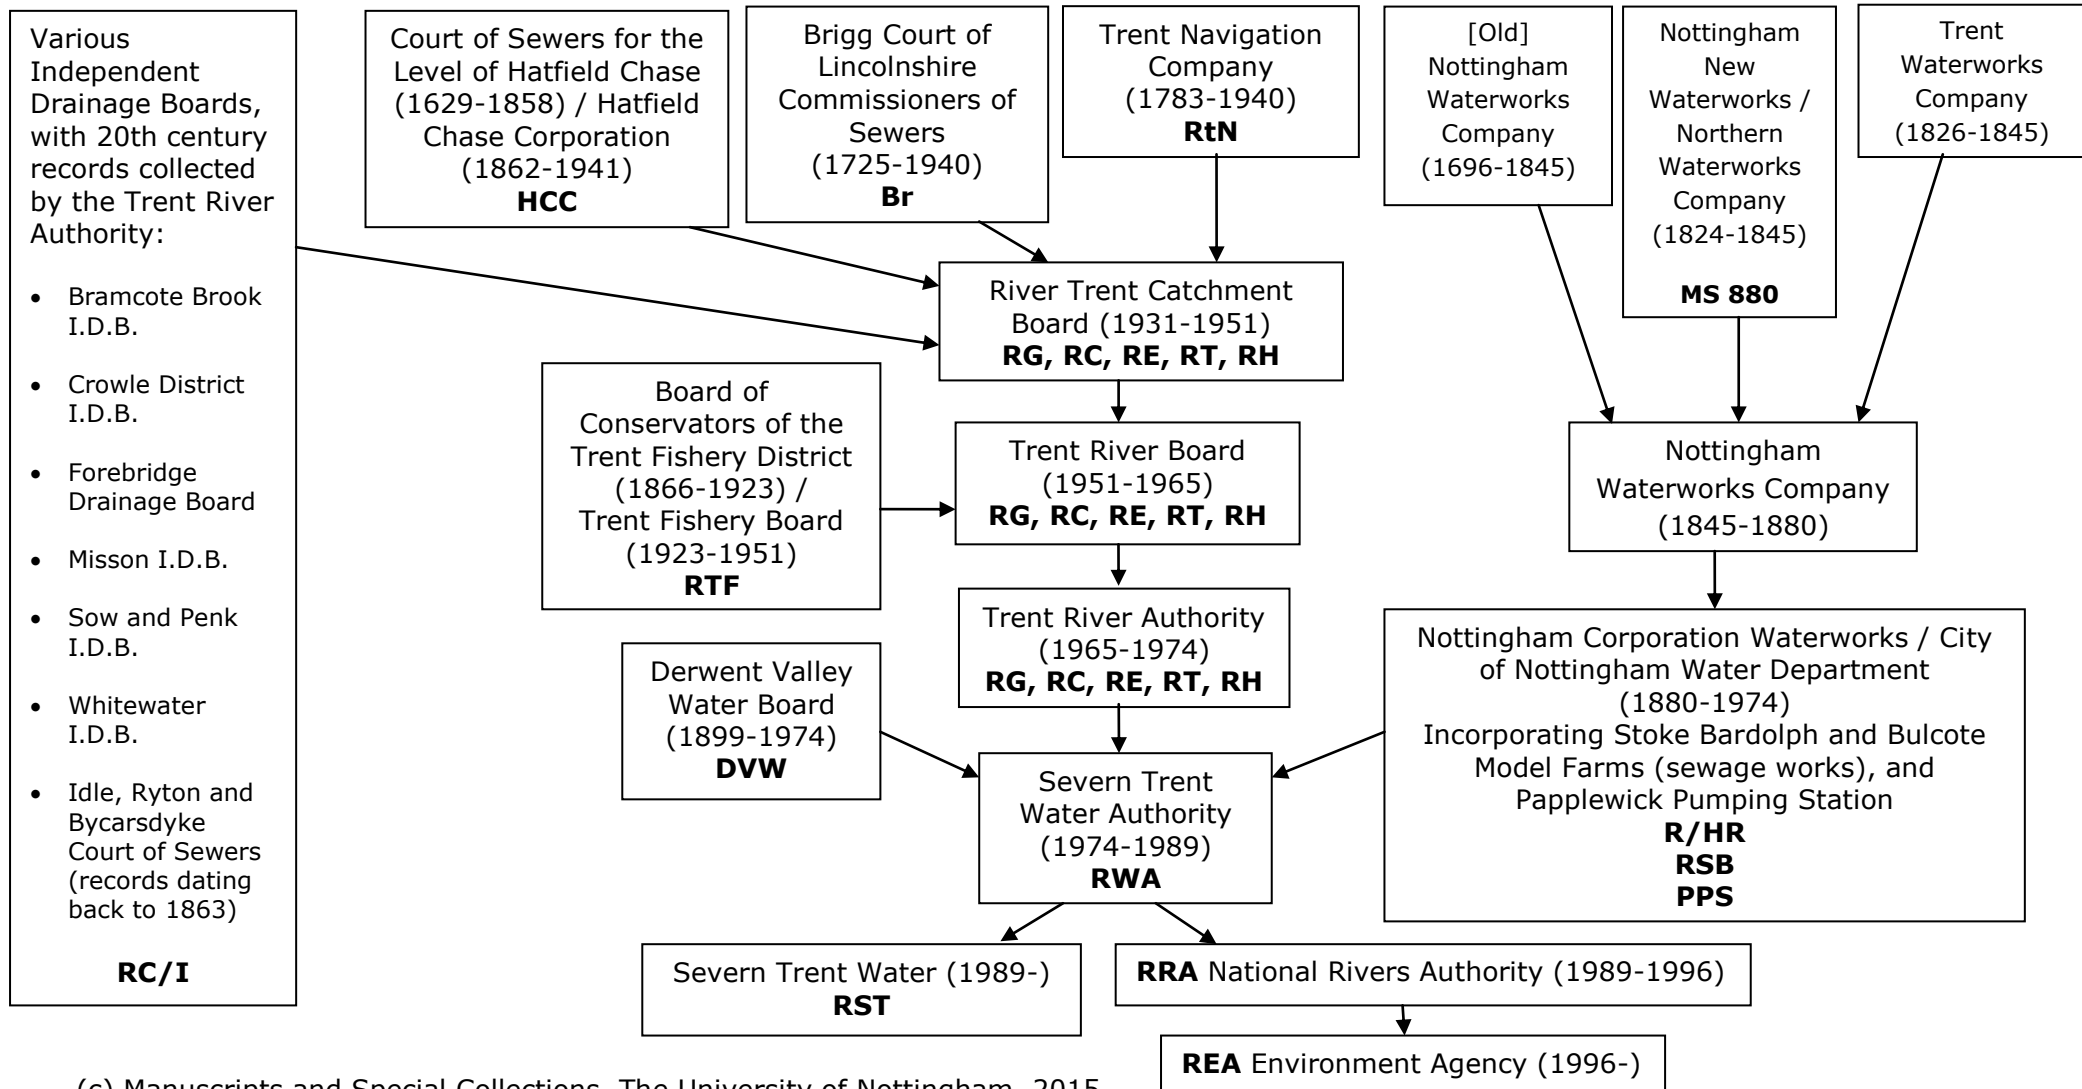 Various
Independent
Drainage Boards,
with 20th century
records collected
by the Trent River
Authority:
• Bramcote Brook
I.D.B.
• Crowle District
I.D.B.
• Forebridge
Drainage Board
• Misson I.D.B.
• Sow and Penk
I.D.B.
• Whitewater
I.D.B.
• Idle, Ryton and
Bycarsdyke
Court of Sewers
(records dating
back to 1863)
RC/I
Court of Sewers for the
Level of Hatfield Chase
(1629-1858) / Hatfield
Chase Corporation
(1862-1941)
HCC
Brigg Court of
Lincolnshire
Commissioners of
Sewers
(1725-1940)
Br
Trent Navigation
Company
(1783-1940)
RtN
[Old]
Nottingham
Waterworks
Company
(1696-1845)
Nottingham
New
Waterworks /
Northern
Waterworks
Company
(1824-1845)
MS 880
Trent
Waterworks
Company
(1826-1845)
River Trent Catchment
Board (1931-1951)
RG, RC, RE, RT, RH
Board of
Conservators of the
Trent Fishery District
(1866-1923) /
Trent Fishery Board
(1923-1951)
RTF
Trent River Board
(1951-1965)
RG, RC, RE, RT, RH
Nottingham
Waterworks Company
(1845-1880)
Trent River Authority
(1965-1974)
RG, RC, RE, RT, RH
Derwent Valley
Water Board
(1899-1974)
DVW
Nottingham Corporation Waterworks / City
of Nottingham Water Department
(1880-1974)
Incorporating Stoke Bardolph and Bulcote
Model Farms (sewage works), and
Papplewick Pumping Station
R/HR
RSB
PPS
Severn Trent
Water Authority
(1974-1989)
RWA
Severn Trent Water (1989-)
RST
RRA National Rivers Authority (1989-1996)
REA Environment Agency (1996-)
(c) Manuscripts and Special Collections, The University of Nottingham, 2015